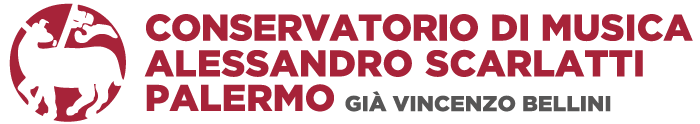 CONSERVATORIO DI MUSICA
ALESSANDRO SCARLATTI
PALERMO GIÀ VINCENZO BELLINI